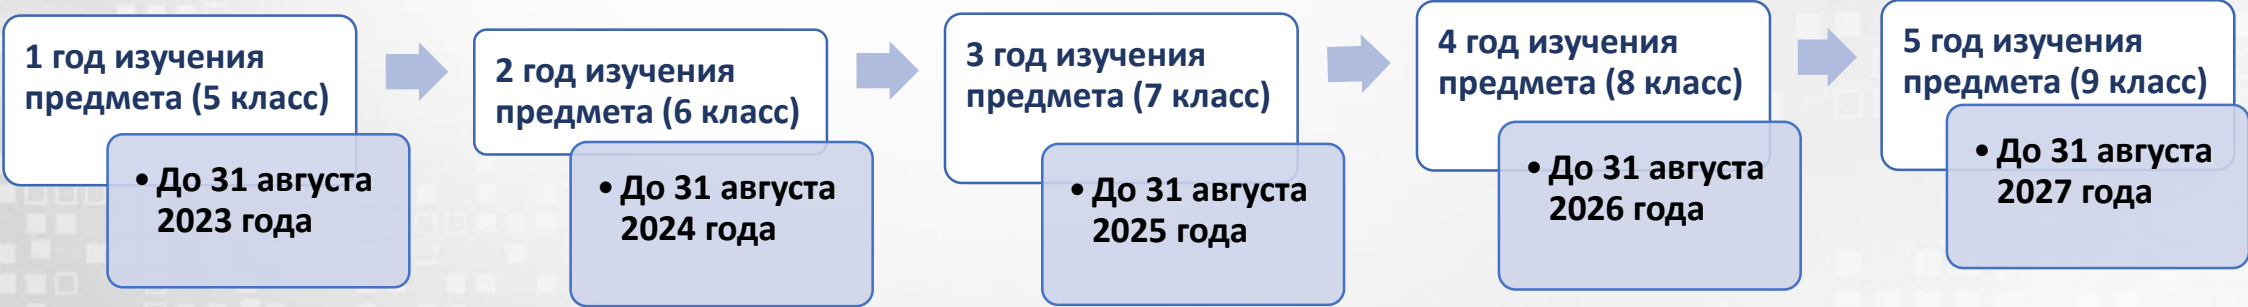 1 год изучения
предмета (5 класс)
• До 31 августа
2023 года
2 год изучения
предмета (6 класс)
• До 31 августа
2024 года
3 год изучения
предмета (7 класс)
• До 31 августа
2025 года
4 год изучения
предмета (8 класс)
• До 31 августа
2026 года
5 год изучения
предмета (9 класс)
• До 31 августа
2027 года